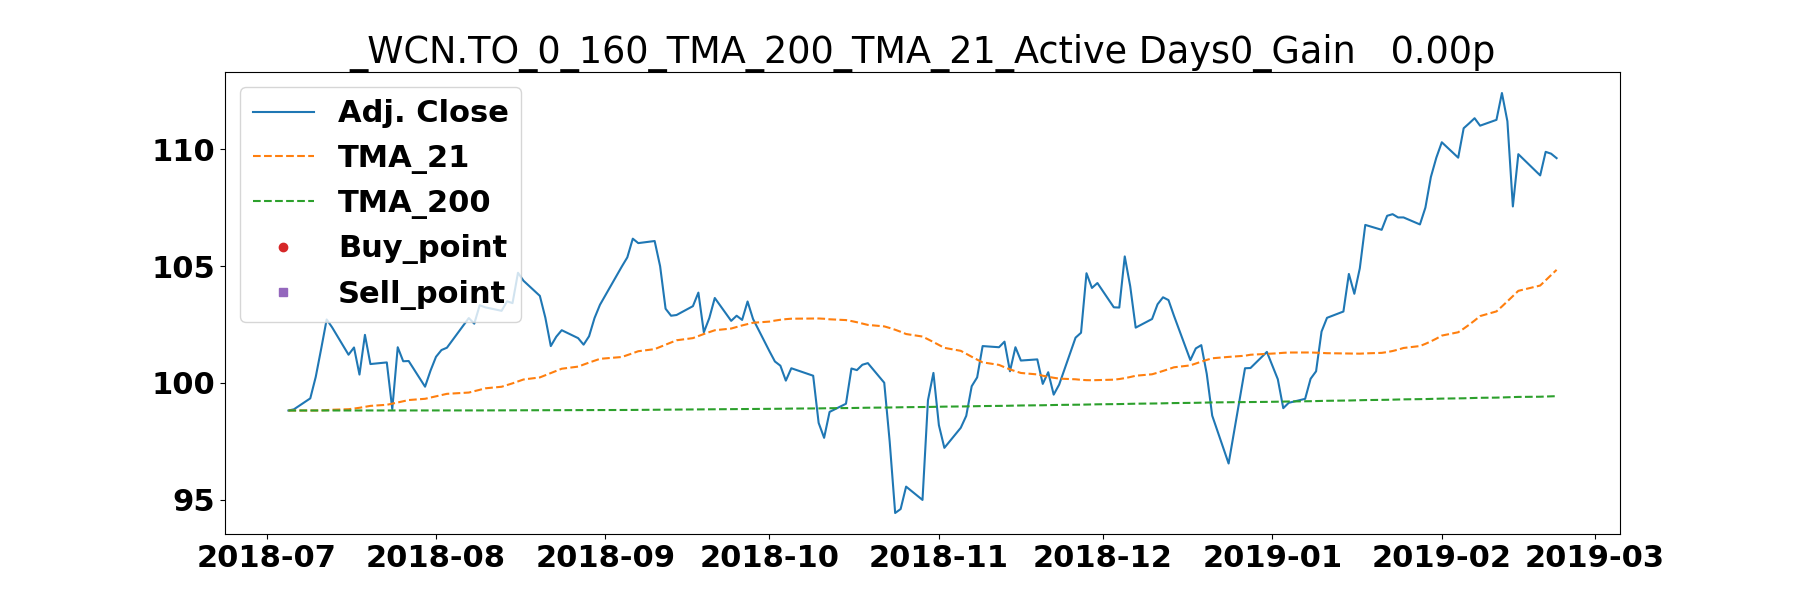 _WCN.TO_0_160_TMA_200_TMA_21_Active Days0_Gain   0.00p
Adj. Close
TMA_21
TMA_200
Buy_point
Sell_point
110
105
100
95
2018-07 2018-08 2018-09 2018-10 2018-11 2018-12 2019-01 2019-02 2019-03